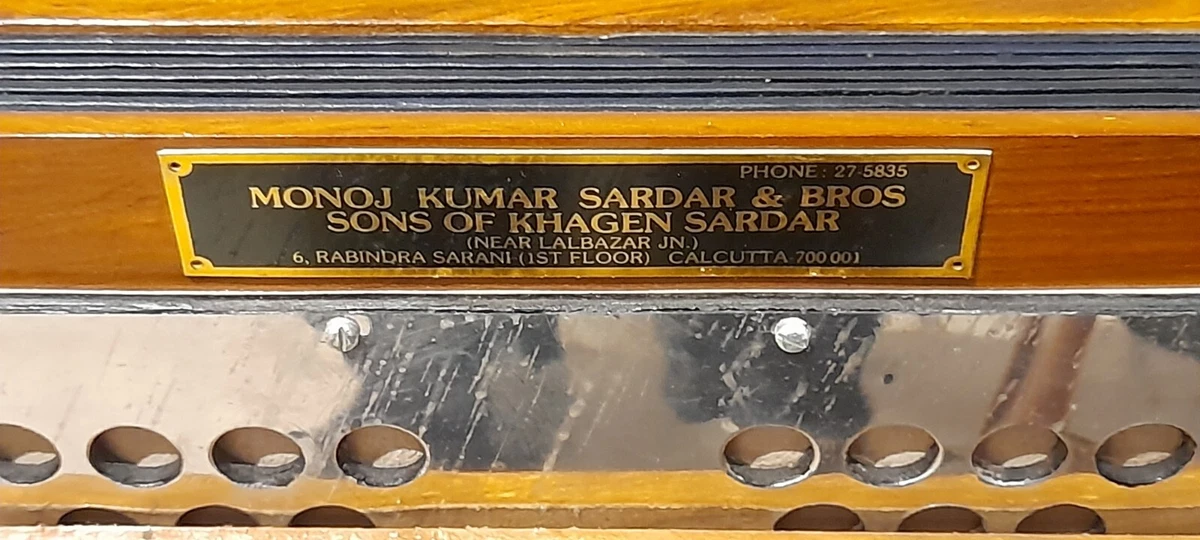 PHONE : 27-5835
MONOJ KUMAR SARDAR & BROS
SONS OF KHAGEN SARDAR
(NEAR LALBAZAR JN.)
6, RABINDRA SARANI (1ST FLOOR) CALCUTTA-700 001